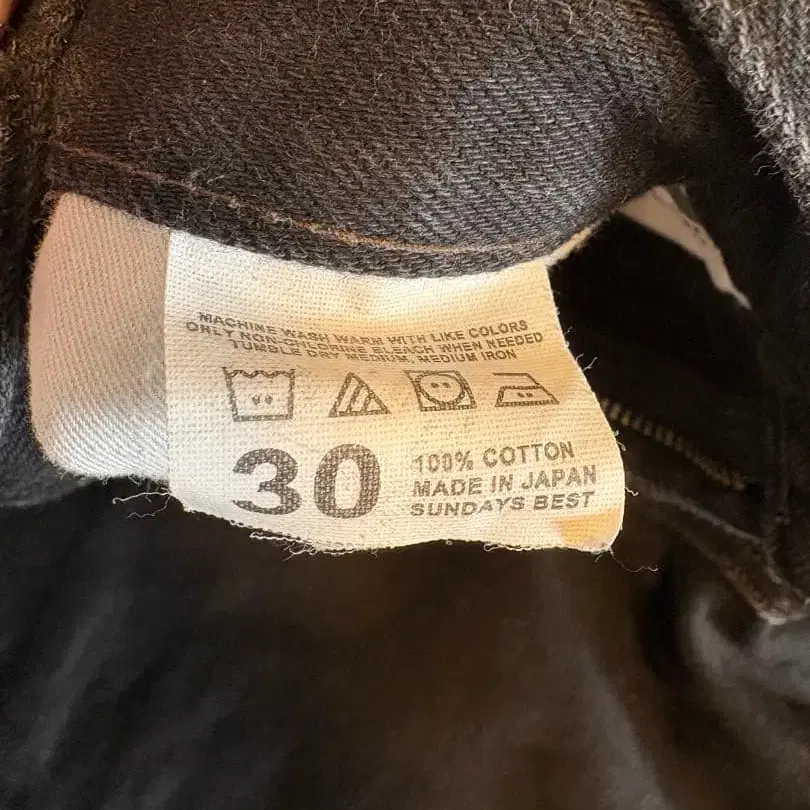 MACHINE WASH WARM WITH LIKE COLORS
ONLY NON-CHLORINE BLEACH WHEN NEEDED
TUMBLE DRY MEDIUM, MEDIUM IRON
30
100% COTTON
MADE IN JAPAN
SUNDAYS BEST